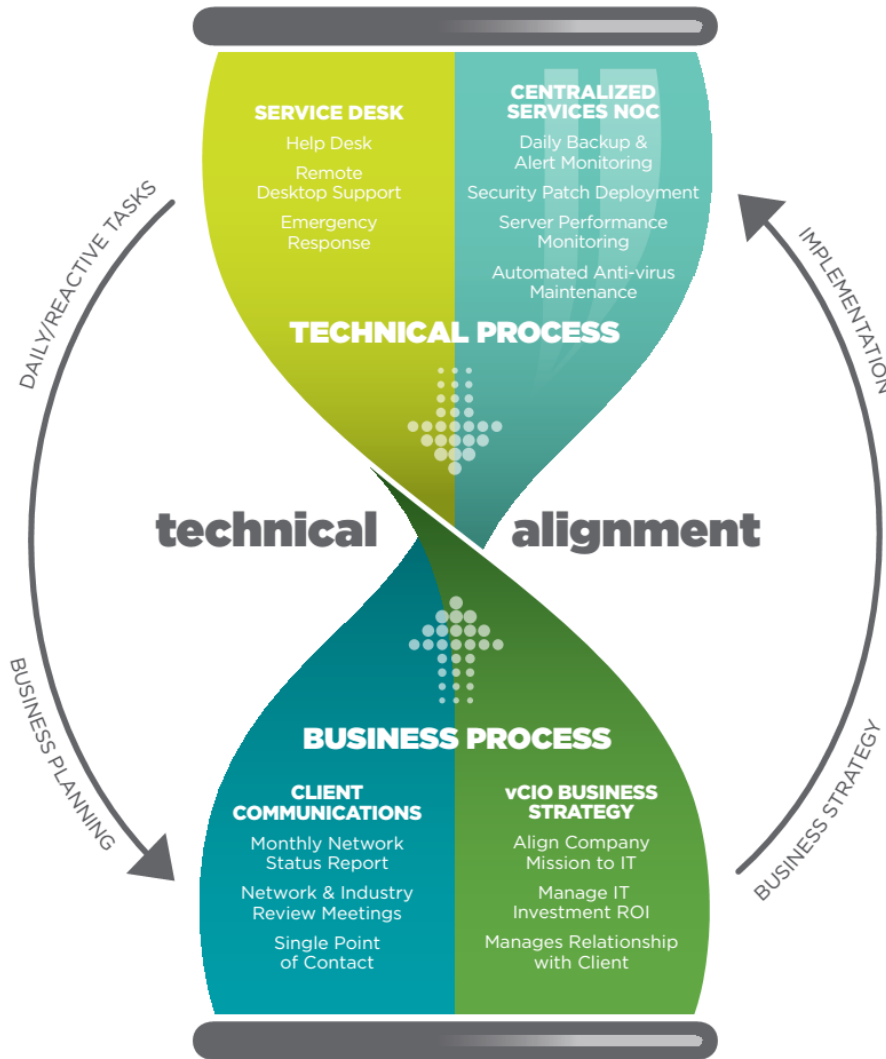 SERVICE DESK
Help Desk
Remote
Desktop Support
Emergency
Response
CENTRALIZED
SERVICES NOC
Daily Backup &
Alert Monitoring
Security Patch Deployment
Server Performance
Monitoring
Automated Anti-virus
Maintenance
TECHNICAL PROCESS
DAILY/REACTIVE TASKS
IMPLEMENTATION
technical alignment
BUSINESS PLANNING
BUSINESS STRATEGY
BUSINESS PROCESS
CLIENT
COMMUNICATIONS
Monthly Network
Status Report
Network & Industry
Review Meetings
Single Point
of Contact
vCIO BUSINESS
STRATEGY
Align Company
Mission to IT
Manage IT
Investment ROI
Manages Relationship
with Client